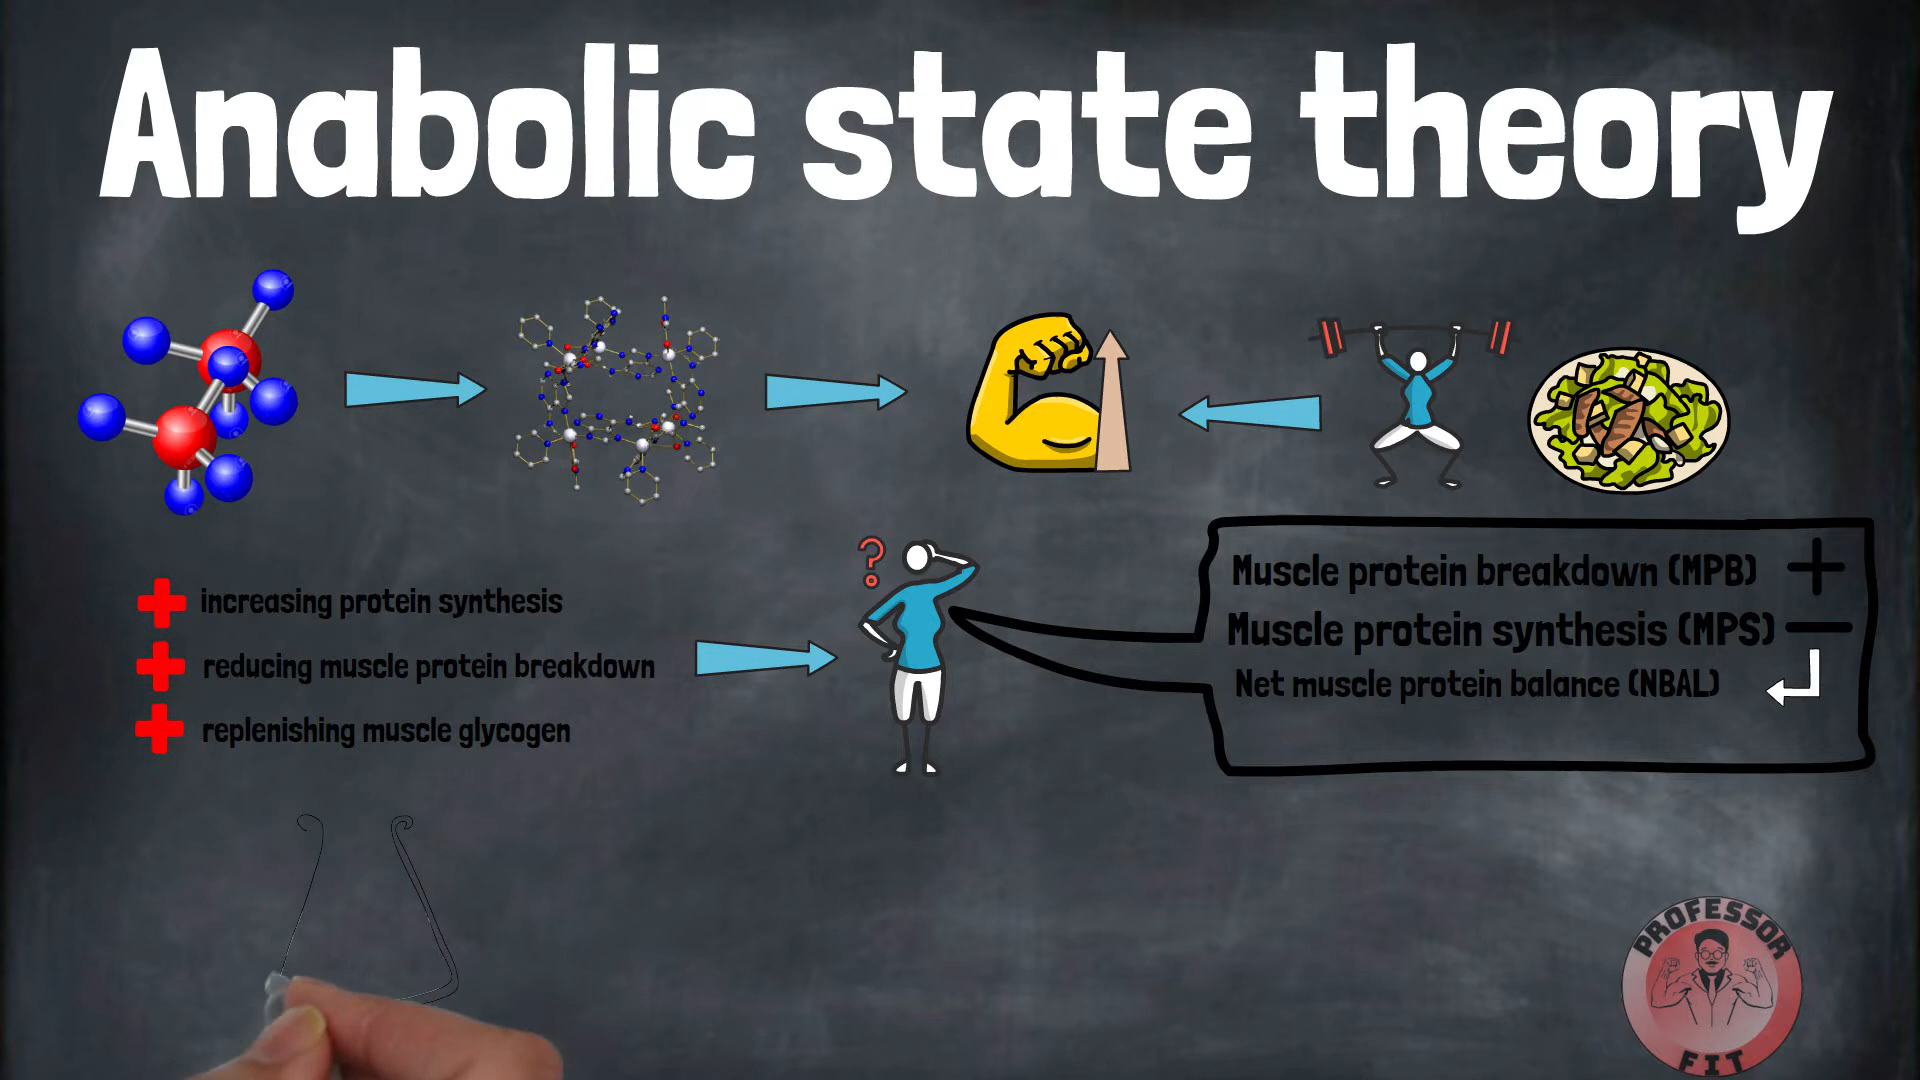 Anabolic state theory
increasing protein synthesis
reducing muscle protein breakdown
replenishing muscle glycogen
?
Muscle protein breakdown (MPB) +
Muscle protein synthesis (MPS) −
Net muscle protein balance (NBAL)
PROFESSOR
FIT